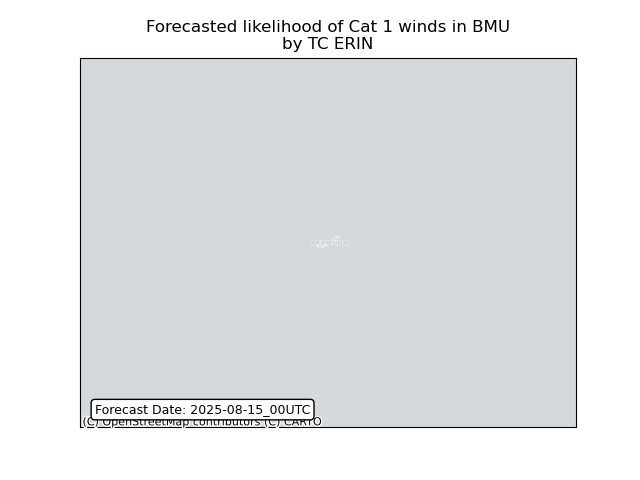 Forecasted likelihood of Cat 1 winds in BMU
by TC ERIN
Forecast Date: 2025-08-15_00UTC
(C) OpenStreetMap contributors (C) CARTO